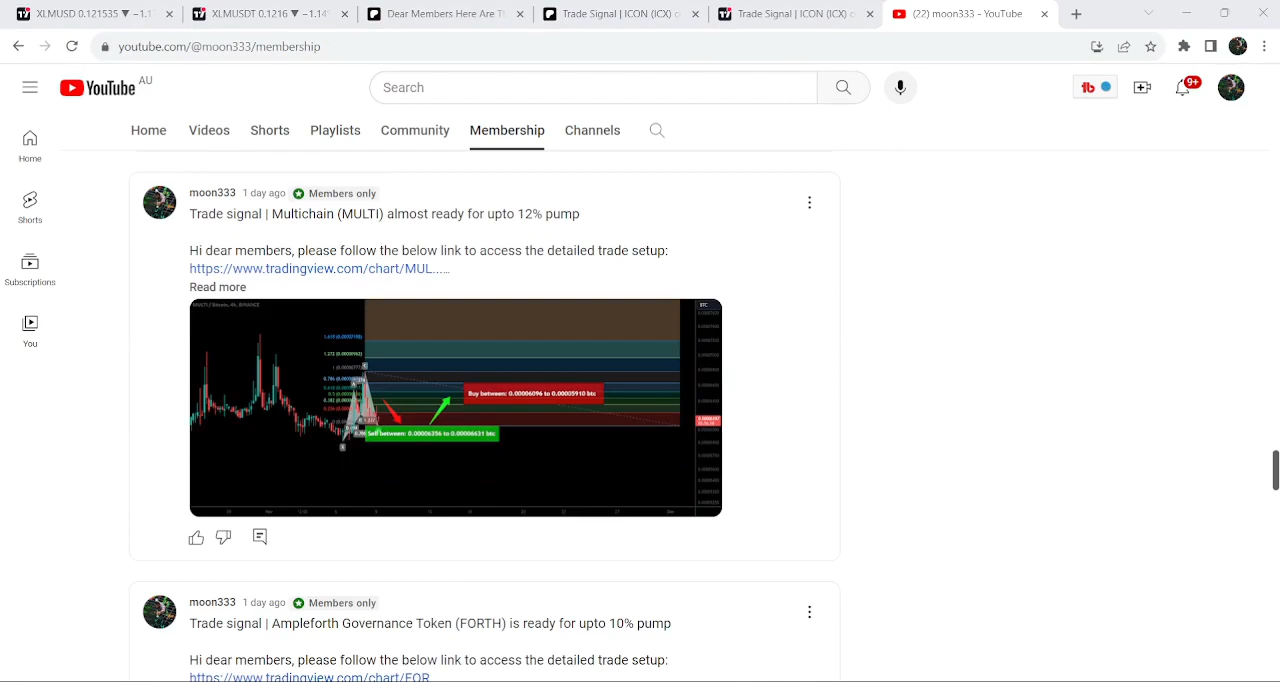 XLMUSD 0.121535 ▼ −1.1
XLMUSDT 0.1216 ▼ −1.14
Dear Members Here Are T
Trade Signal | ICON (ICX) c
Trade Signal | ICON (ICX) c
(22) moon333 - YouTube
youtube.com/@moon333/membership
YouTube AU
Search
9+
Home
Videos
Shorts
Playlists
Community
Membership
Channels
Home
Shorts
Subscriptions
You
moon333 1 day ago Members only
Trade signal | Multichain (MULTI) almost ready for upto 12% pump
Hi dear members, please follow the below link to access the detailed trade setup:
https://www.tradingview.com/chart/MUL......
Read more
MULTI / Bitcoin, 4h, BINANCE
BTC
Buy between: 0.00006096 to 0.00005910 btc
Sell between: 0.00006356 to 0.00006631 btc
moon333 1 day ago Members only
Trade signal | Ampleforth Governance Token (FORTH) is ready for upto 10% pump
Hi dear members, please follow the below link to access the detailed trade setup:
https://www.tradingview.com/chart/FOR